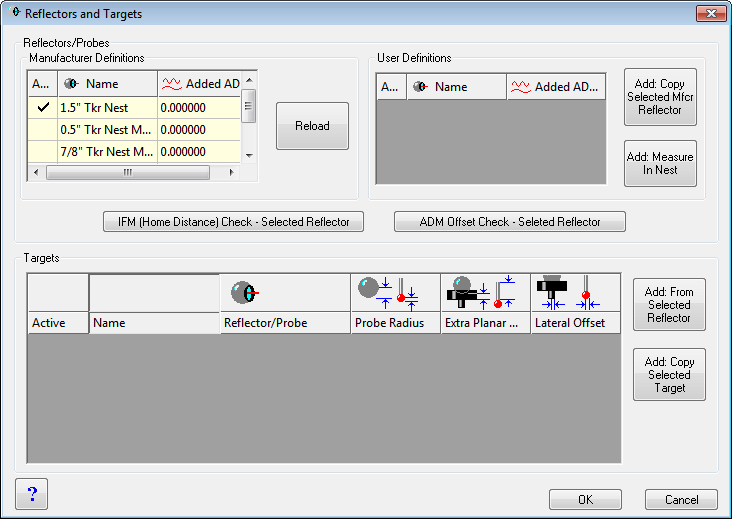 Reflectors and Targets
Reflectors/Probes
Manufacturer Definitions
A... Name Added AD
1.5" Tkr Nest 0.000000
0.5" Tkr Nest M... 0.000000
7/8" Tkr Nest M... 0.000000
Reload
User Definitions
A... Name Added AD...
Add: Copy
Selected Mfcr
Reflector
Add: Measure
In Nest
IFM (Home Distance) Check - Selected Reflector
ADM Offset Check - Seleted Reflector
Targets
Active Name Reflector/Probe Probe Radius Extra Planar ... Lateral Offset
Add: From
Selected
Reflector
Add: Copy
Selected
Target
?
OK
Cancel